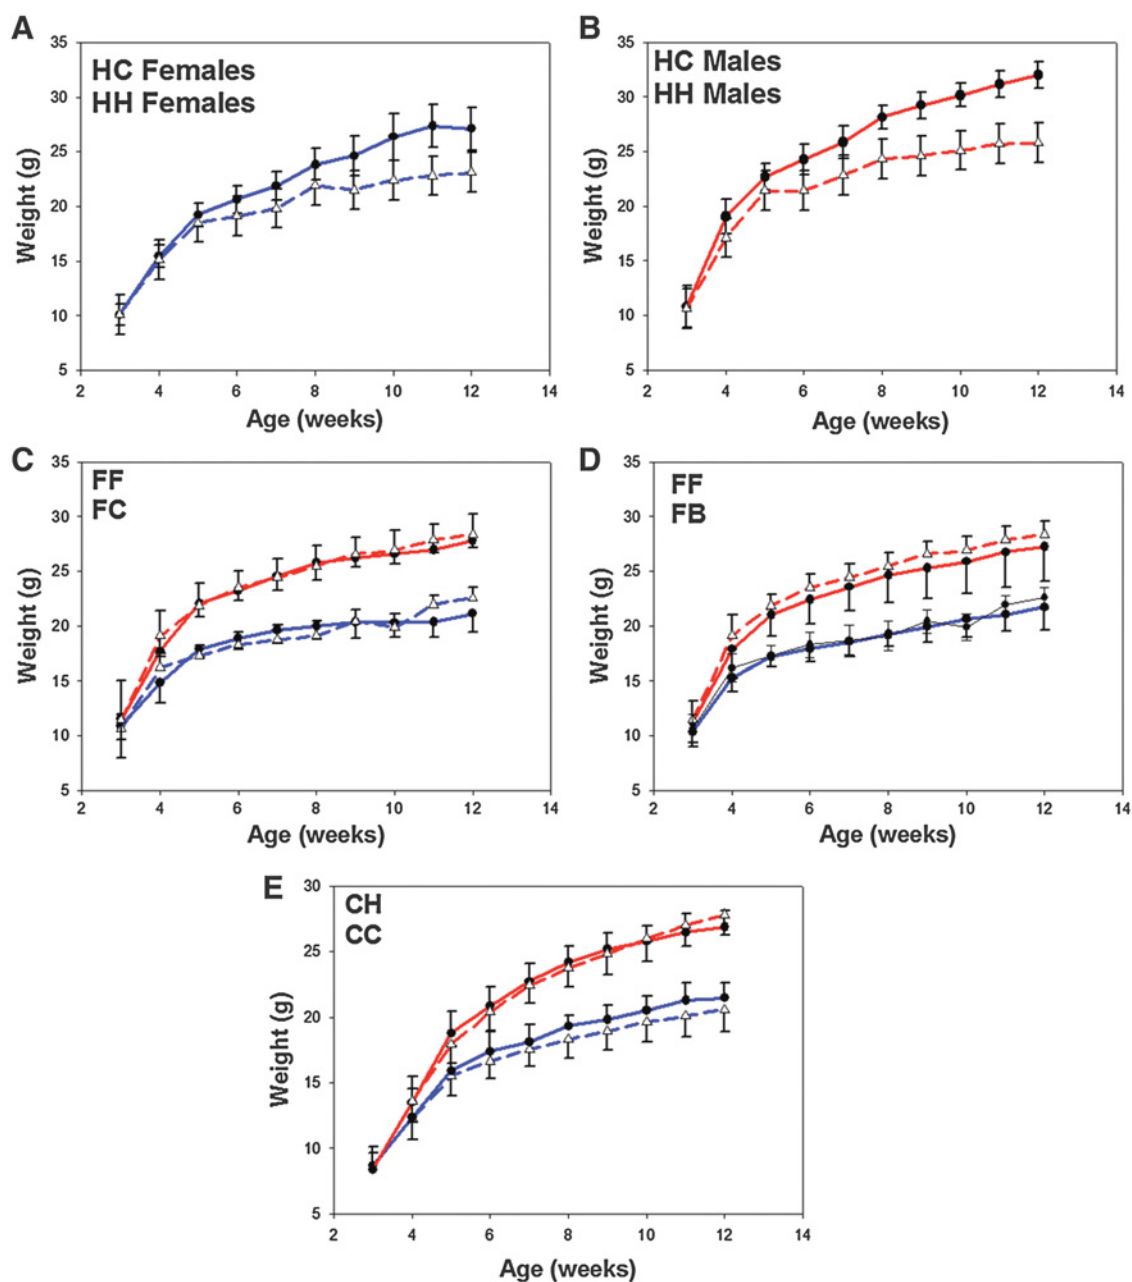 A
HC Females
HH Females
35
30
25
20
15
10
5
Weight (g)
2 4 6 8 10 12 14
Age (weeks)
B
HC Males
HH Males
35
30
25
20
15
10
5
Weight (g)
2 4 6 8 10 12 14
Age (weeks)
C
FF
FC
35
30
25
20
15
10
5
Weight (g)
2 4 6 8 10 12 14
Age (weeks)
D
FF
FB
35
30
25
20
15
10
5
Weight (g)
2 4 6 8 10 12 14
Age (weeks)
E
CH
CC
30
25
20
15
10
5
Weight (g)
2 4 6 8 10 12 14
Age (weeks)